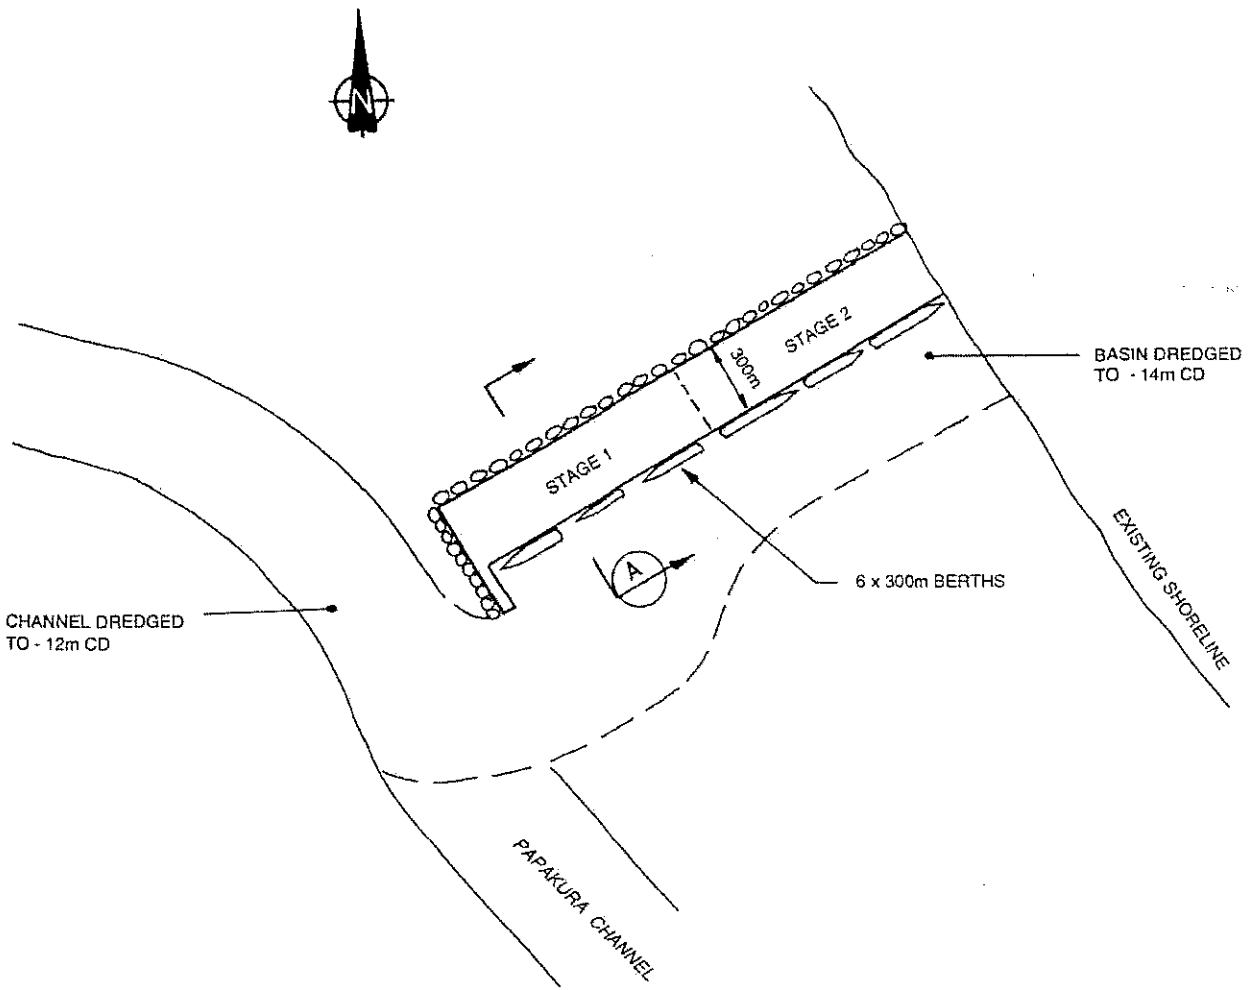 N
STAGE 2
300m
BASIN DREDGED
TO - 14m CD
STAGE 1
A
6 x 300m BERTHS
EXISTING SHORELINE
CHANNEL DREDGED
TO - 12m CD
PAPAKURA CHANNEL